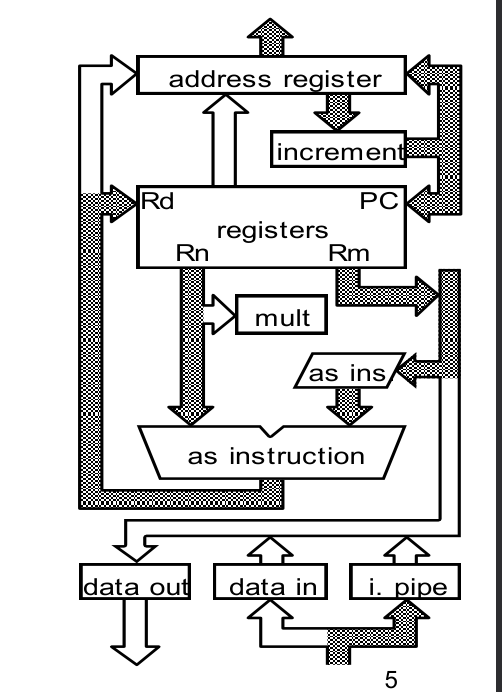 address register
increment
Rd
PC
registers
Rn
Rm
mult
as ins.
as instruction
data out
data in
i. pipe
5